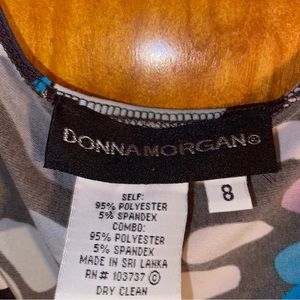 DONNA MORGAN®
8
SELF:
95% POLYESTER
5% SPANDEX
COMBO:
95% POLYESTER
5% SPANDEX
MADE IN SRI LANKA
RN# 103737 ©
DRY CLEAN